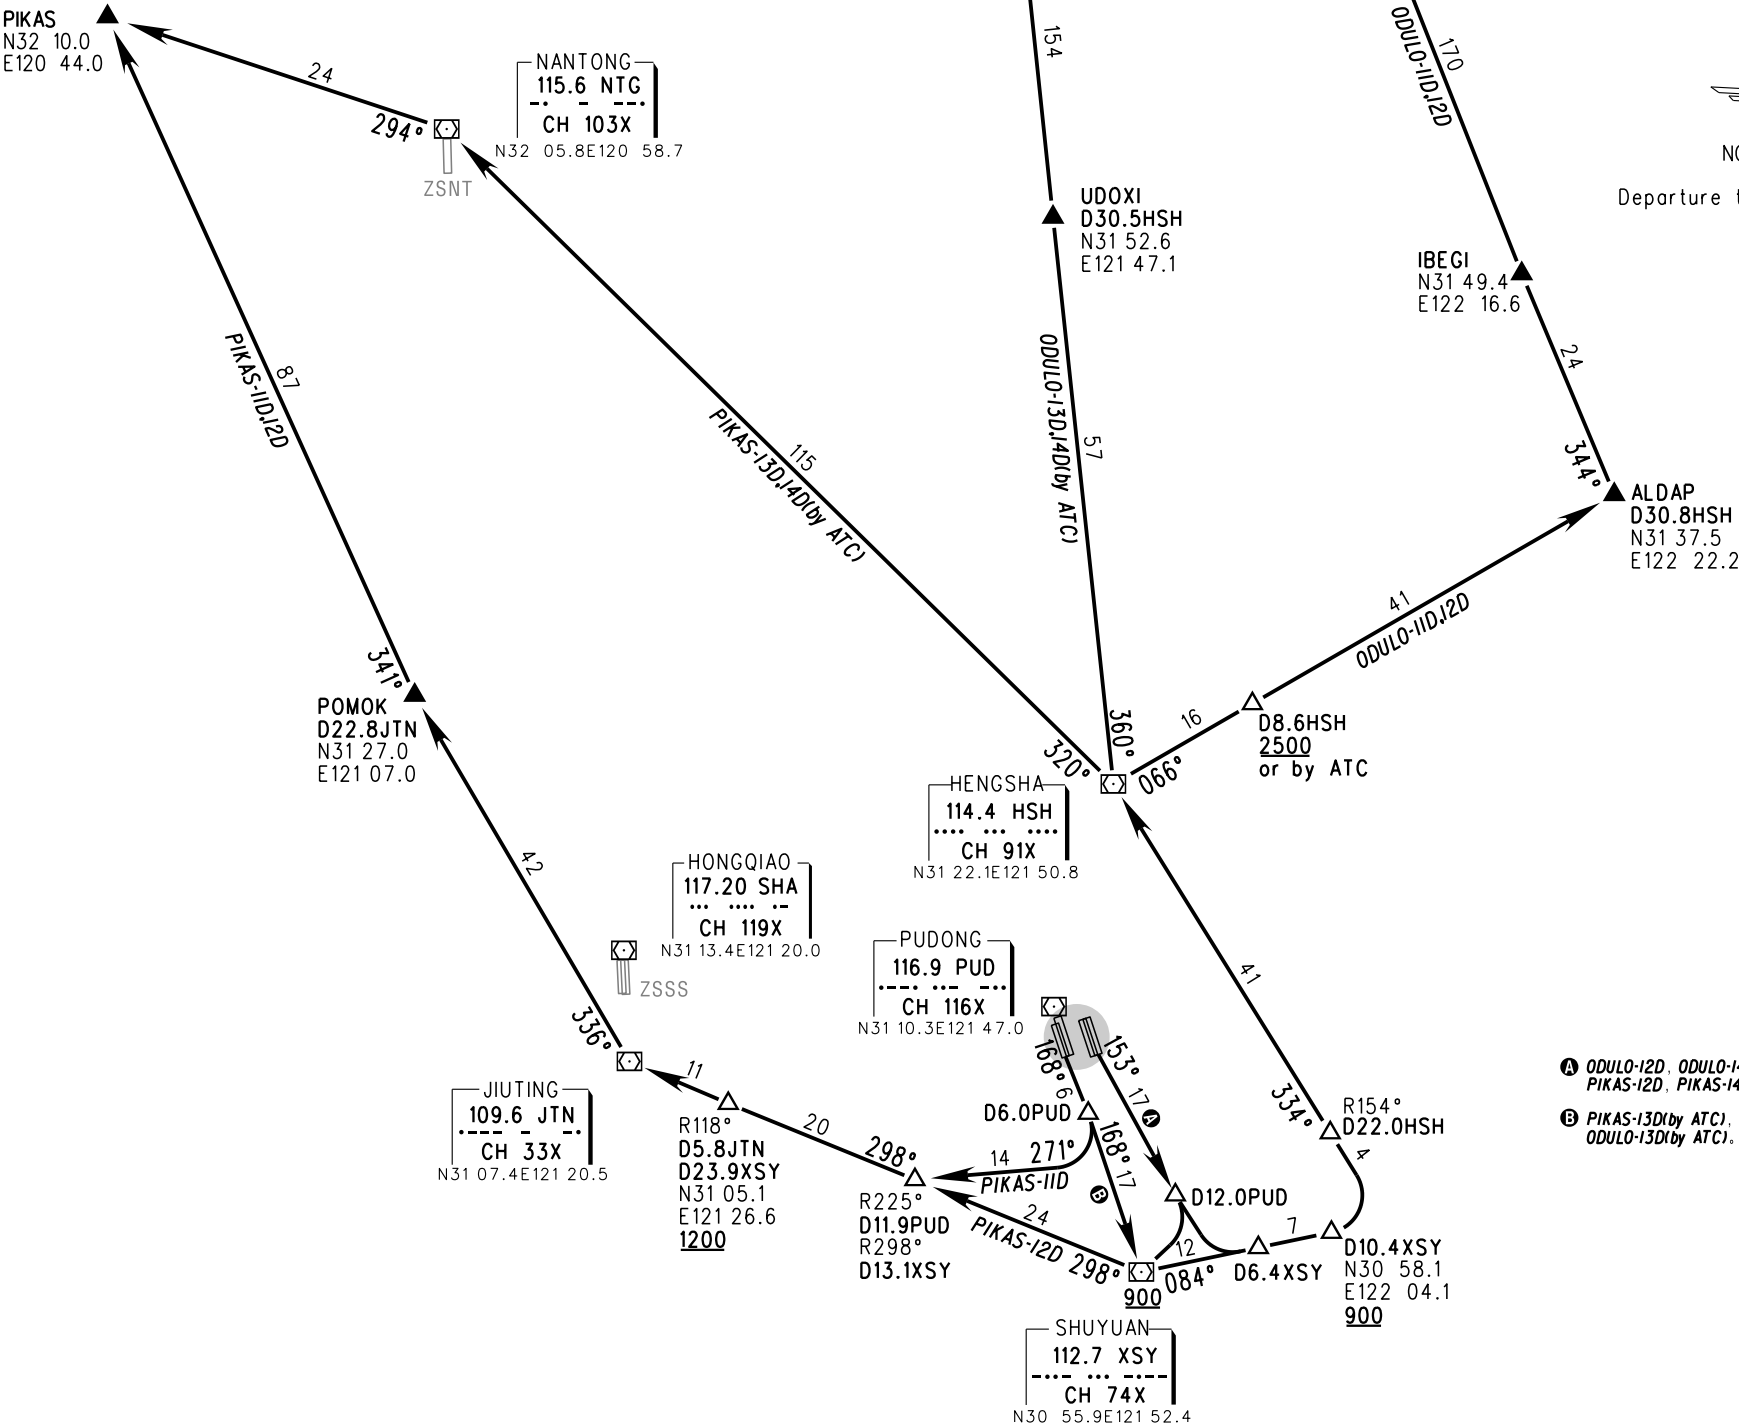 PIKAS
N32 10.0
E120 44.0
24
294°
NANTONG
115.6 NTG
CH 103X
N32 05.8E120 58.7
ZSNT
154
170
ODULO-11D,12D
UDOXI
D30.5HSH
N31 52.6
E121 47.1
NO
Departure
IBEGI
N31 49.4
E122 16.6
24
344°
ALDAP
D30.8HSH
N31 37.5
E122 22.2
87
PIKAS-11D,12D
115
PIKAS-13D,14D(by ATC)
57
ODULO-13D,14D(by ATC)
41
ODULO-11D,12D
341°
POMOK
D22.8JTN
N31 27.0
E121 07.0
320°
360°
066°
16
D8.6HSH
2500
or by ATC
HENGSHA
114.4 HSH
CH 91X
N31 22.1E121 50.8
42
HONGQIAO
117.20 SHA
CH 119X
N31 13.4E121 20.0
ZSSS
PUDONG
116.9 PUD
CH 116X
N31 10.3E121 47.0
41
336°
11
JIUTING
109.6 JTN
CH 33X
N31 07.4E121 20.5
R118°
D5.8JTN
D23.9XSY
N31 05.1
E121 26.6
1200
20
298°
168°
6
153°
17
A
D6.0PUD
168°
17
B
271°
14
PIKAS-11D
R225°
D11.9PUD
R298°
D13.1XSY
24
PIKAS-12D
298°
900
D12.0PUD
12
084°
D6.4XSY
7
334°
R154°
D22.0HSH
4
D10.4XSY
N30 58.1
E122 04.1
900
SHUYUAN
112.7 XSY
CH 74X
N30 55.9E121 52.4
A ODULO-12D, ODULO-14
PIKAS-12D, PIKAS-14
B PIKAS-13D(by ATC),
ODULO-13D(by ATC)。